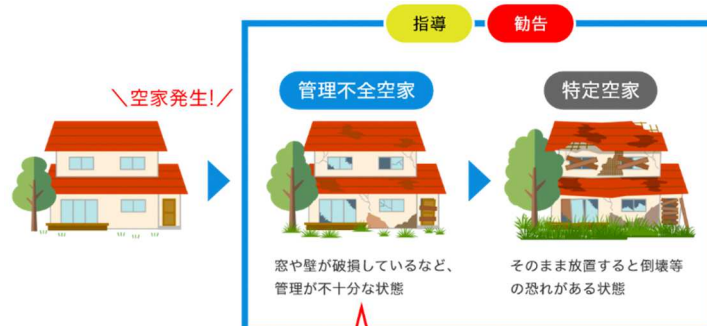 指導
勧告
＼空家発生!／
管理不全空家
特定空家
窓や壁が破損しているなど、
管理が不十分な状態
そのまま放置すると倒壊等
の恐れがある状態